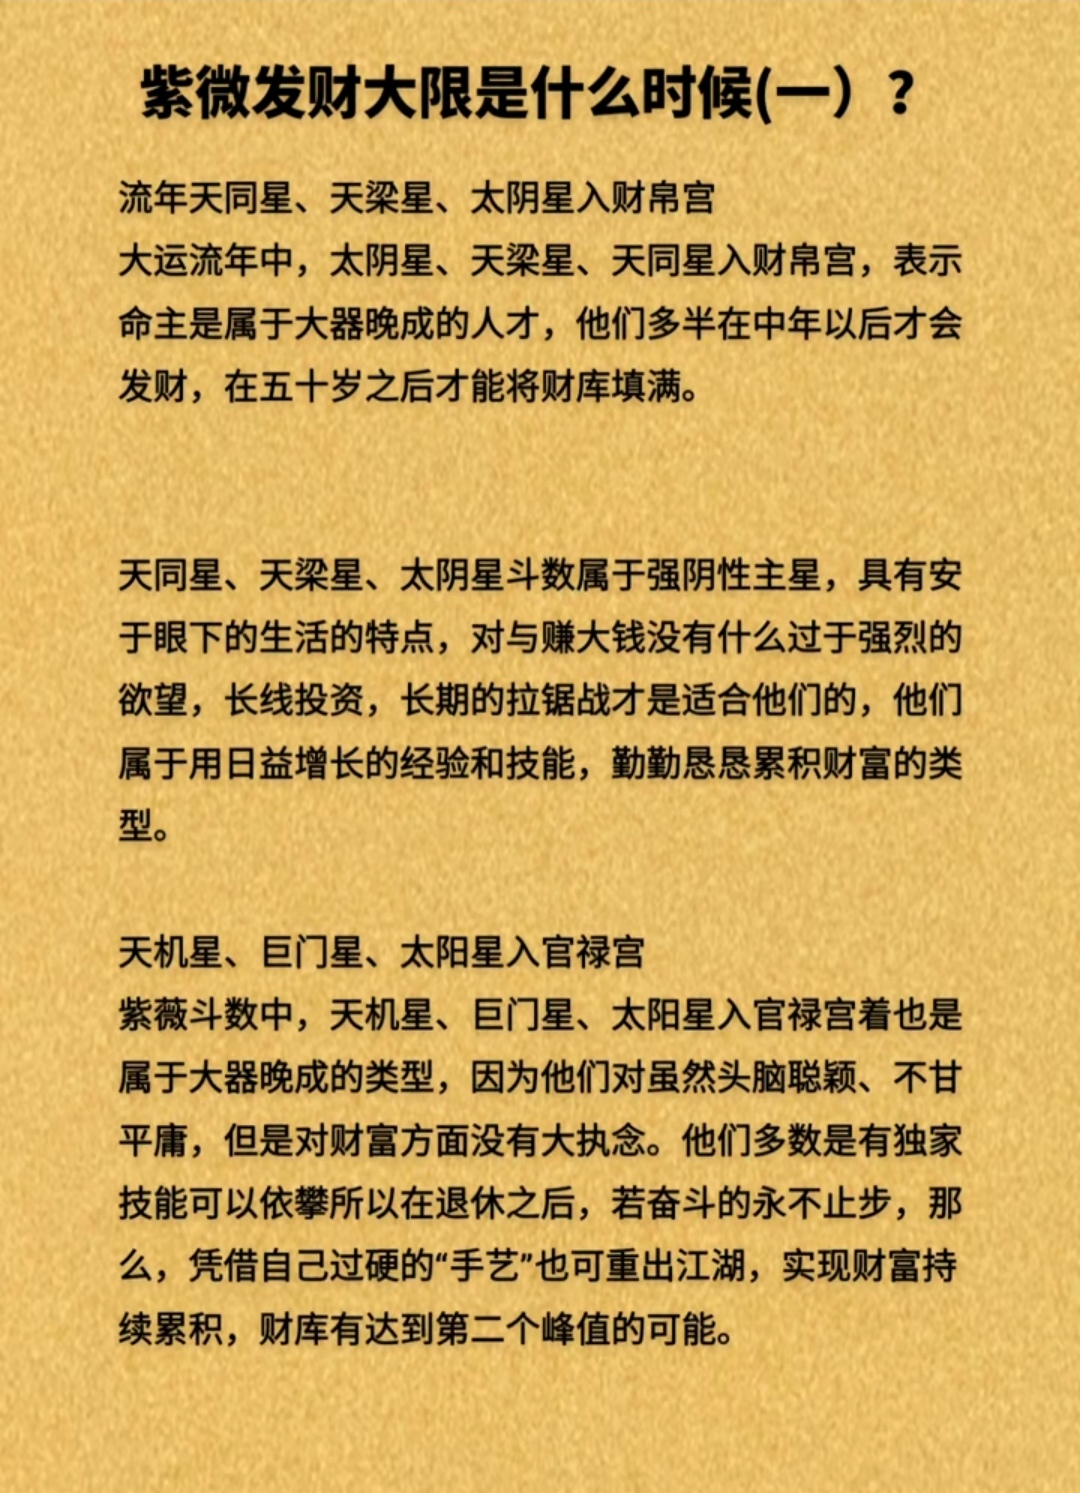 紫微发财大限是什么时候(一）？
流年天同星、天梁星、太阴星入财帛宫
大运流年中，太阴星、天梁星、天同星入财帛宫，表示
命主是属于大器晚成的人才，他们多半在中年以后才会
发财，在五十岁之后才能将财库填满。
天同星、天梁星、太阴星斗数属于强阴性主星，具有安
于眼下的生活的特点，对与赚大钱没有什么过于强烈的
欲望，长线投资，长期的拉锯战才是适合他们的，他们
属于用日益增长的经验和技能，勤勤恳恳累积财富的类
型。
天机星、巨门星、太阳星入官禄宫
紫薇斗数中，天机星、巨门星、太阳星入官禄宫着也是
属于大器晚成的类型，因为他们对虽然头脑聪颖、不甘
平庸，但是对财富方面没有大执念。他们多数是有独家
技能可以依攀所以在退休之后，若奋斗的永不止步，那
么，凭借自己过硬的“手艺”也可重出江湖，实现财富持
续累积，财库有达到第二个峰值的可能。